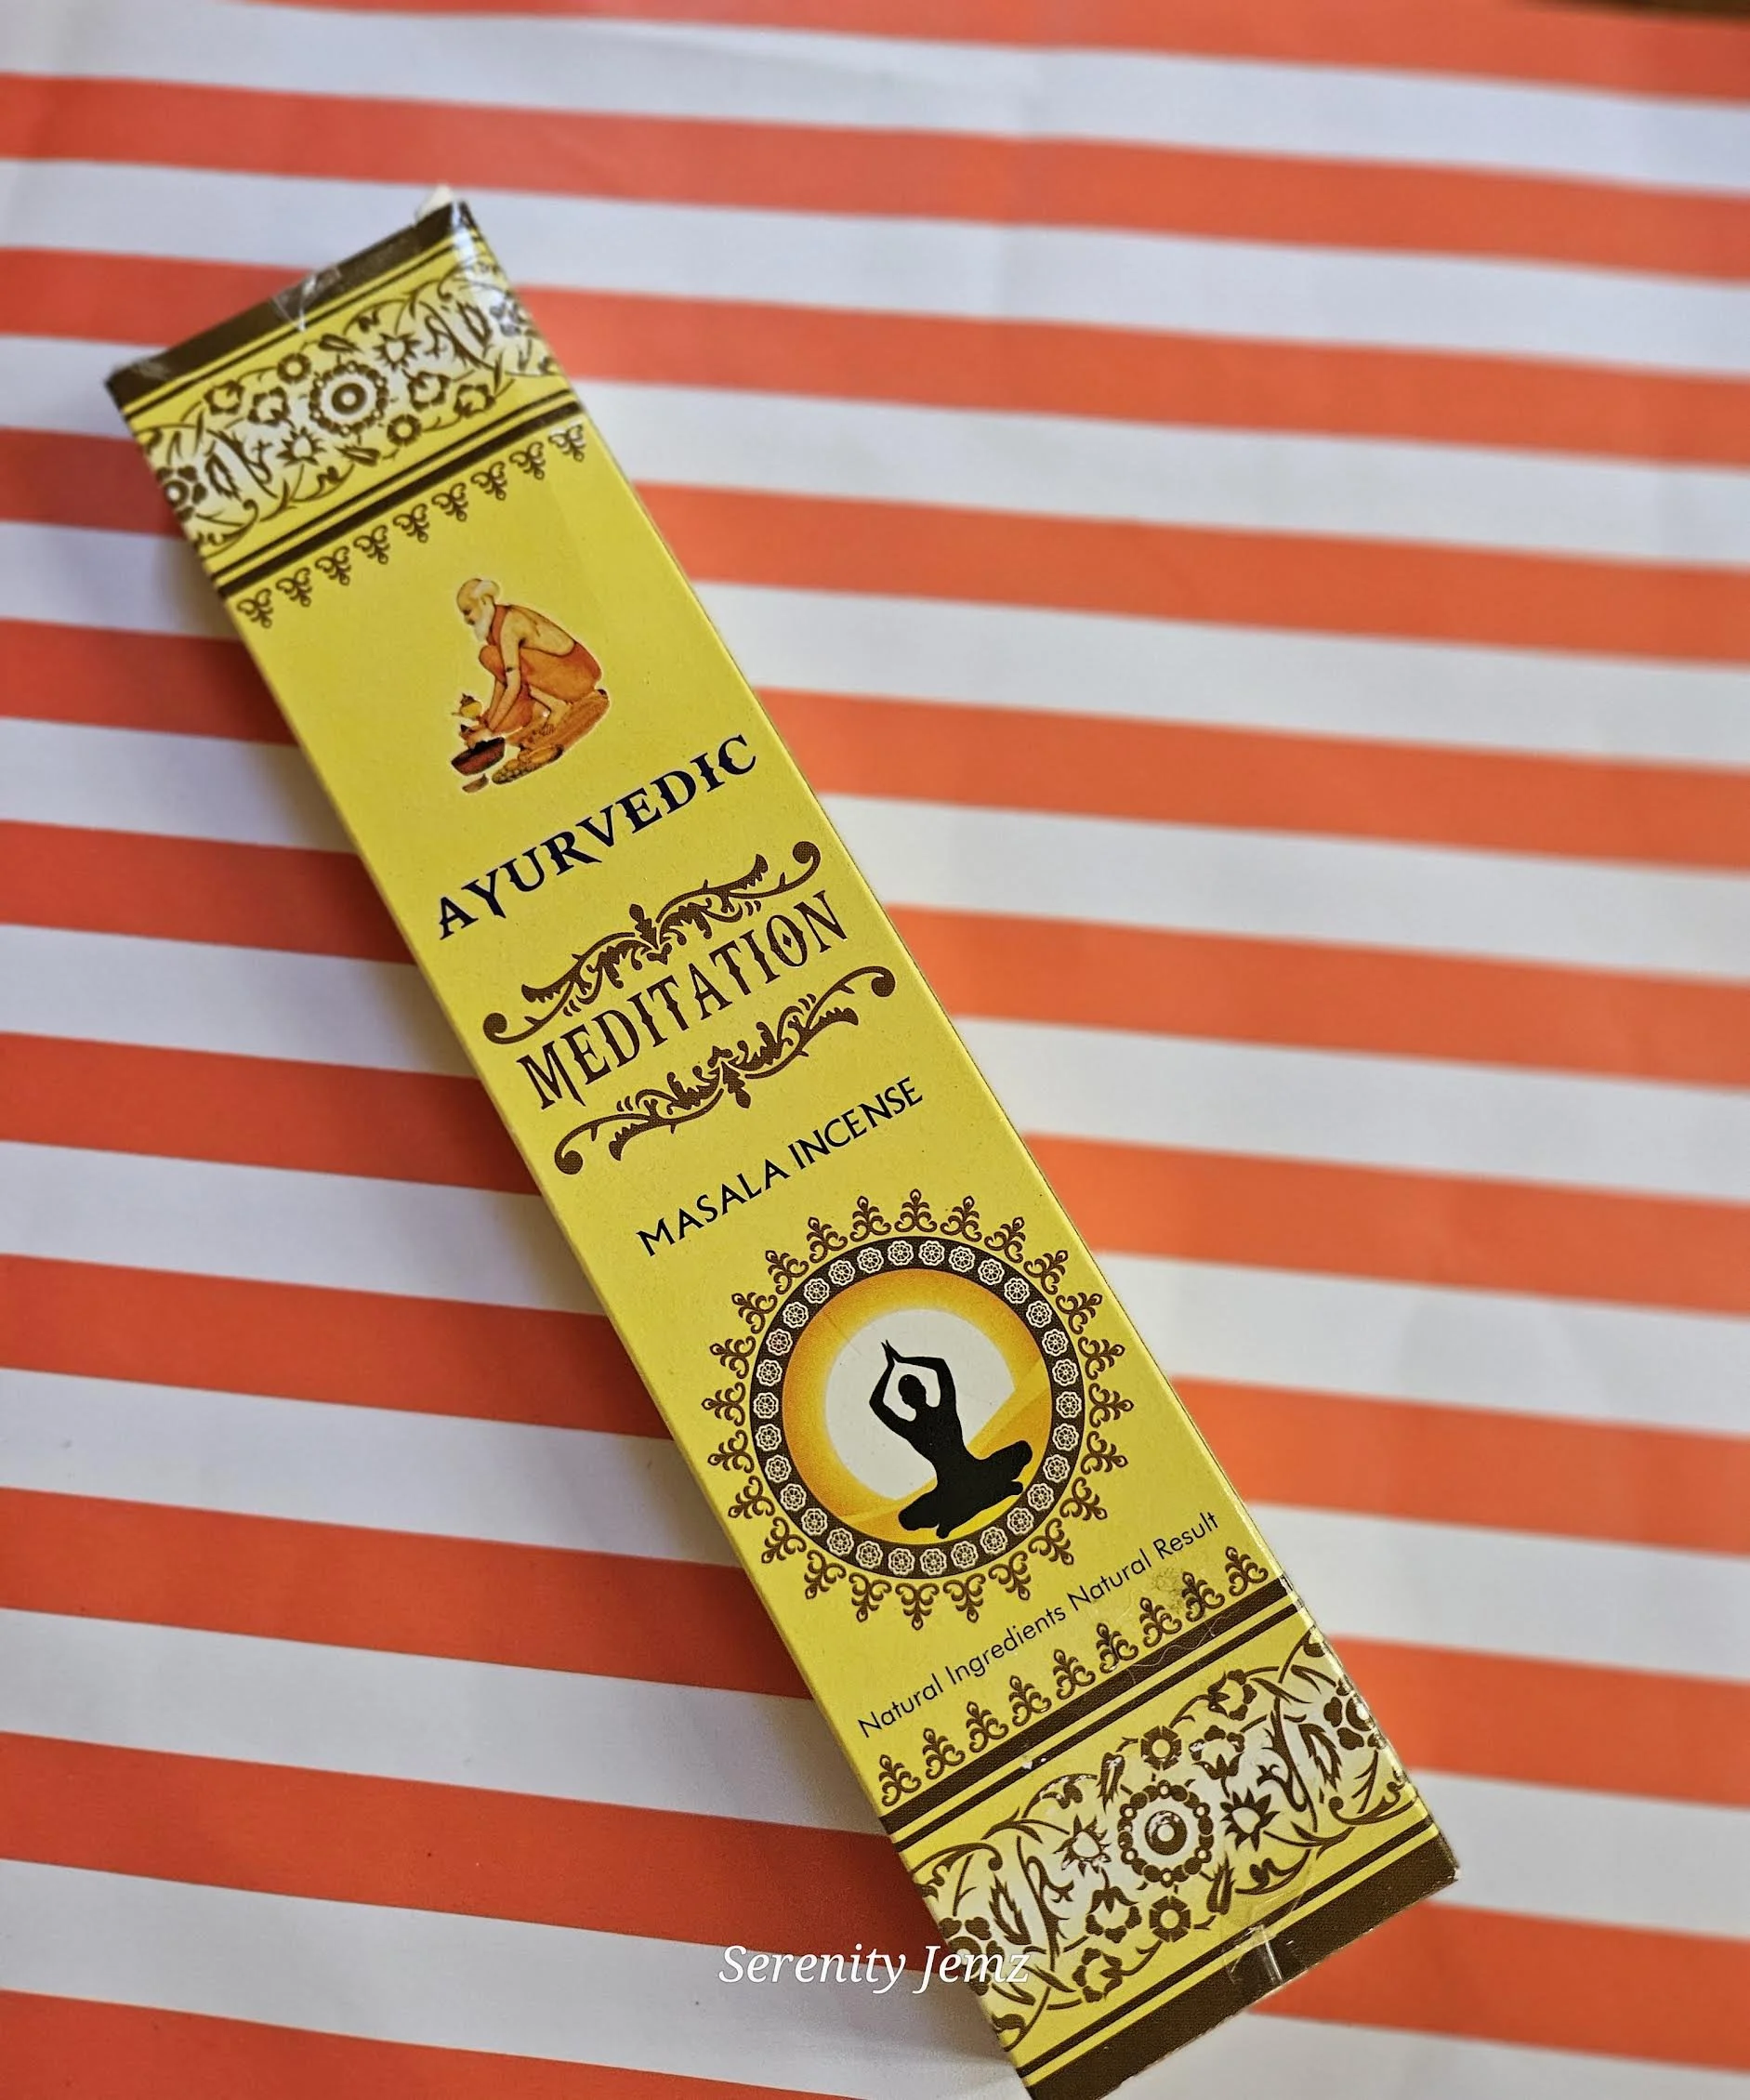 AYURVEDIC
MEDITATION
MASALA INCENSE
Natural Ingredients Natural Result
Serenity Jemz